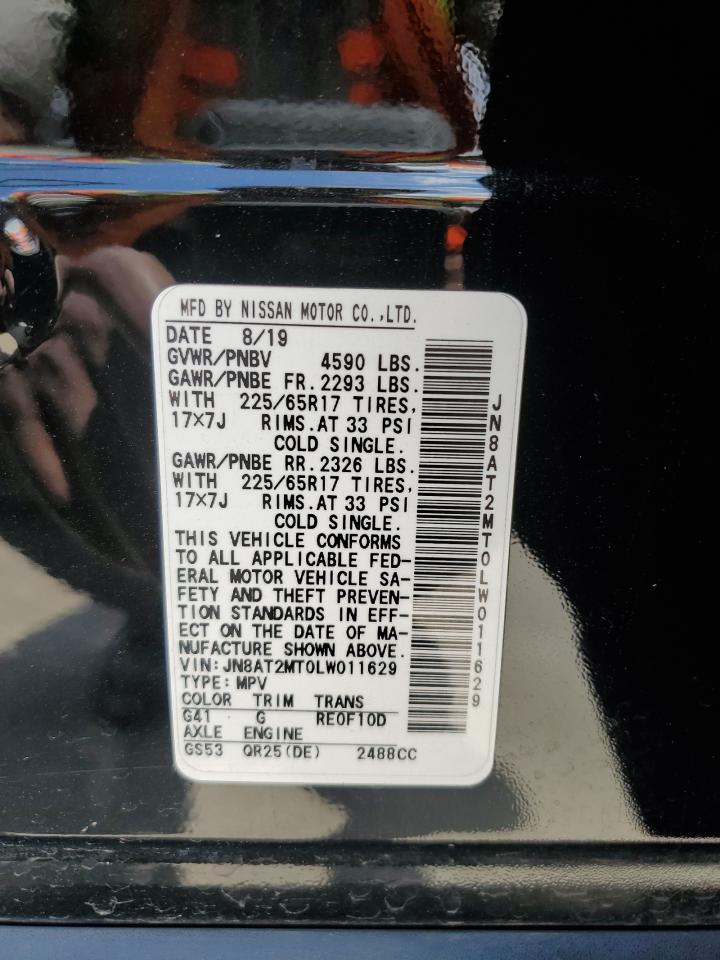 MFD BY NISSAN MOTOR CO.,LTD.
DATE 8/19
GVWR/PNBV 4590 LBS.
GAWR/PNBE FR. 2293 LBS.
WITH 225/65R17 TIRES,
17×7J RIMS. AT 33 PSI
COLD SINGLE.
GAWR/PNBE RR. 2326 LBS.
WITH 225/65R17 TIRES,
17×7J RIMS. AT 33 PSI
COLD SINGLE.
THIS VEHICLE CONFORMS
TO ALL APPLICABLE FED-
ERAL MOTOR VEHICLE SA-
FETY AND THEFT PREVEN-
TION STANDARDS IN EFF-
ECT ON THE DATE OF MA-
NUFACTURE SHOWN ABOVE.
VIN: JN8AT2MT0LW011629
TYPE: MPV
COLOR TRIM TRANS
G41 G RE0F10D
AXLE ENGINE
GS53 QR25(DE) 2488CC
JN8AT2MT0LW011629